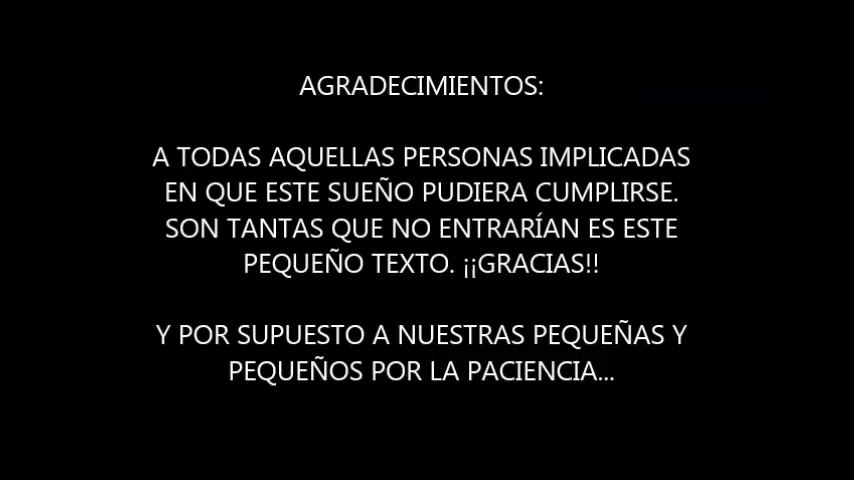 AGRADECIMIENTOS:
A TODAS AQUELLAS PERSONAS IMPLICADAS
EN QUE ESTE SUEÑO PUDIERA CUMPLIRSE.
SON TANTAS QUE NO ENTRARÍAN ES ESTE
PEQUEÑO TEXTO. ¡¡GRACIAS!!
Y POR SUPUESTO A NUESTRAS PEQUEÑAS Y
PEQUEÑOS POR LA PACIENCIA...